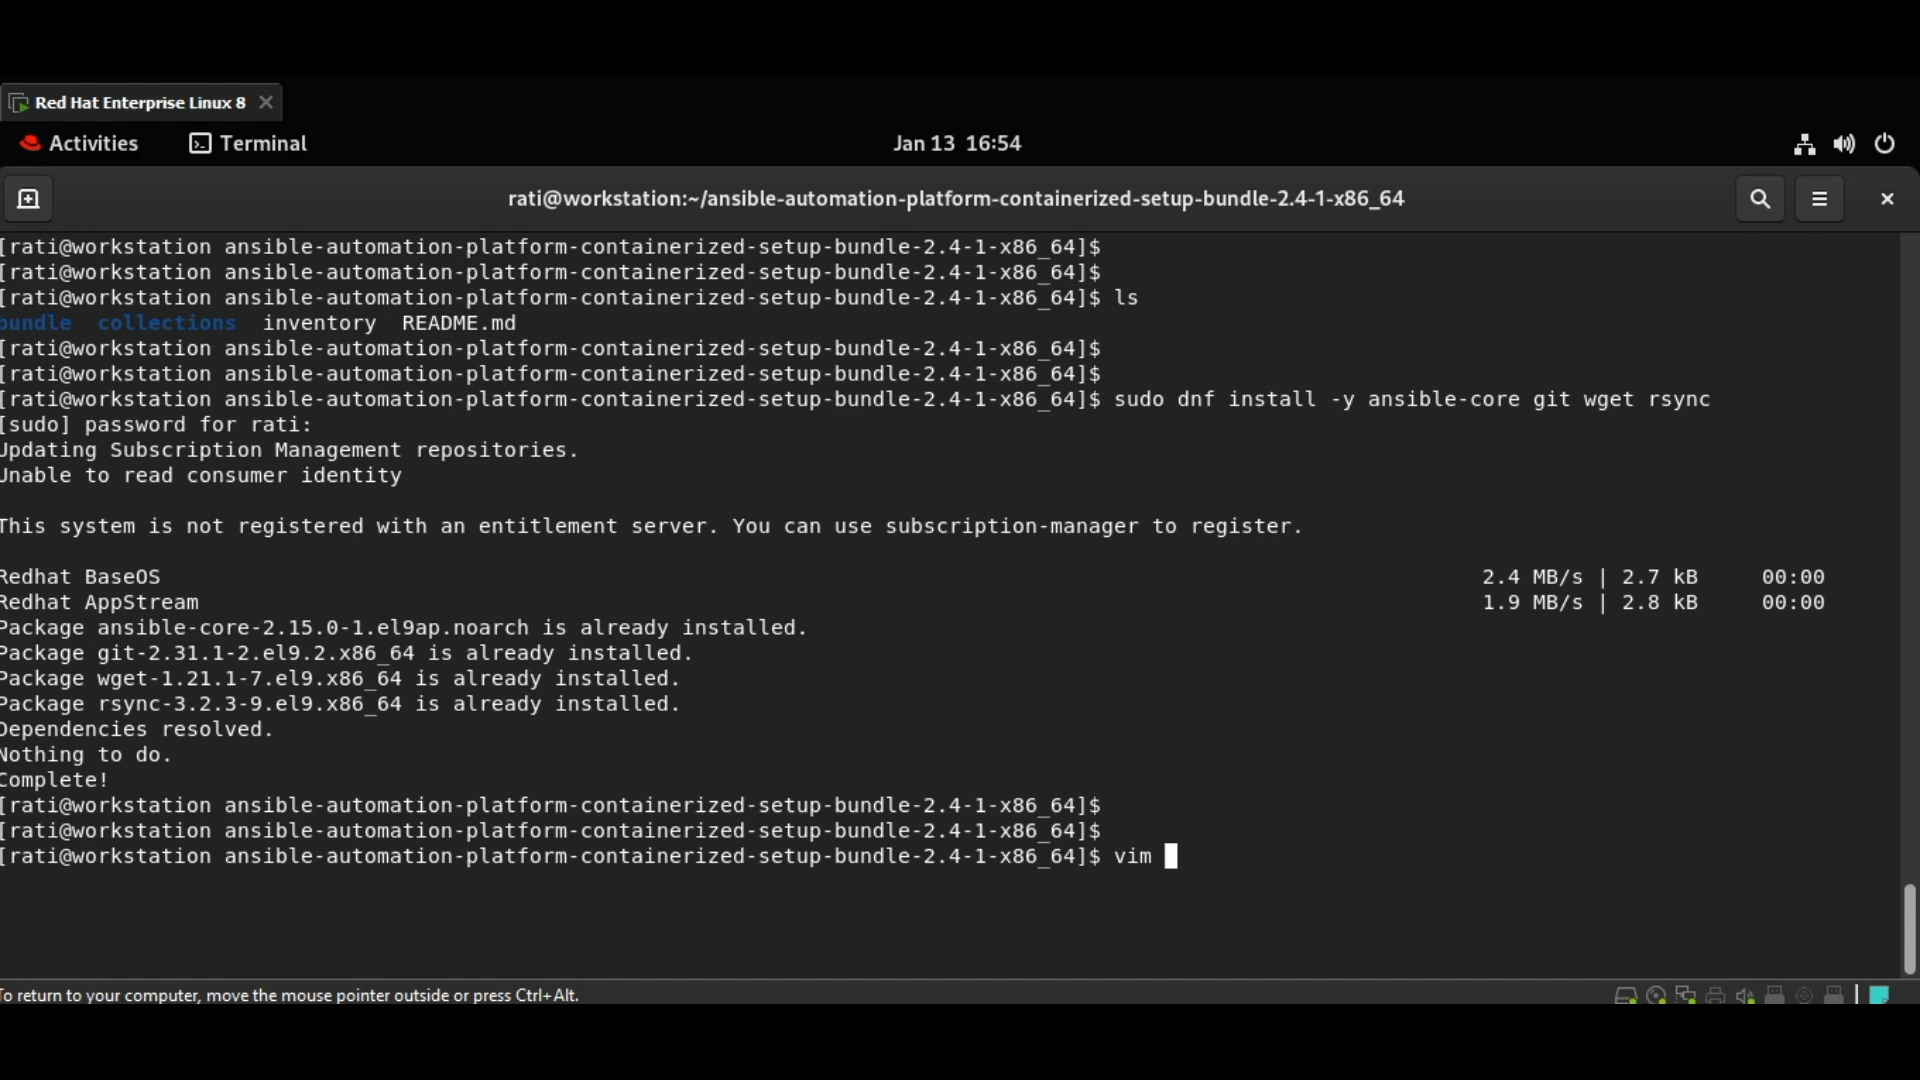 Red Hat Enterprise Linux 8
Activities
Terminal
Jan 13 16:54
rati@workstation:~/ansible-automation-platform-containerized-setup-bundle-2.4-1-x86_64
[rati@workstation ansible-automation-platform-containerized-setup-bundle-2.4-1-x86_64]$
[rati@workstation ansible-automation-platform-containerized-setup-bundle-2.4-1-x86_64]$
[rati@workstation ansible-automation-platform-containerized-setup-bundle-2.4-1-x86_64]$ ls
bundle collections inventory README.md
[rati@workstation ansible-automation-platform-containerized-setup-bundle-2.4-1-x86_64]$
[rati@workstation ansible-automation-platform-containerized-setup-bundle-2.4-1-x86_64]$
[rati@workstation ansible-automation-platform-containerized-setup-bundle-2.4-1-x86_64]$ sudo dnf install -y ansible-core git wget rsync
[sudo] password for rati:
Updating Subscription Management repositories.
Unable to read consumer identity
This system is not registered with an entitlement server. You can use subscription-manager to register.
Redhat BaseOS 2.4 MB/s | 2.7 kB 00:00
Redhat AppStream 1.9 MB/s | 2.8 kB 00:00
Package ansible-core-2.15.0-1.el9ap.noarch is already installed.
Package git-2.31.1-2.el9.2.x86_64 is already installed.
Package wget-1.21.1-7.el9.x86_64 is already installed.
Package rsync-3.2.3-9.el9.x86_64 is already installed.
Dependencies resolved.
Nothing to do.
Complete!
[rati@workstation ansible-automation-platform-containerized-setup-bundle-2.4-1-x86_64]$
[rati@workstation ansible-automation-platform-containerized-setup-bundle-2.4-1-x86_64]$
[rati@workstation ansible-automation-platform-containerized-setup-bundle-2.4-1-x86_64]$ vim
To return to your computer, move the mouse pointer outside or press Ctrl+Alt.